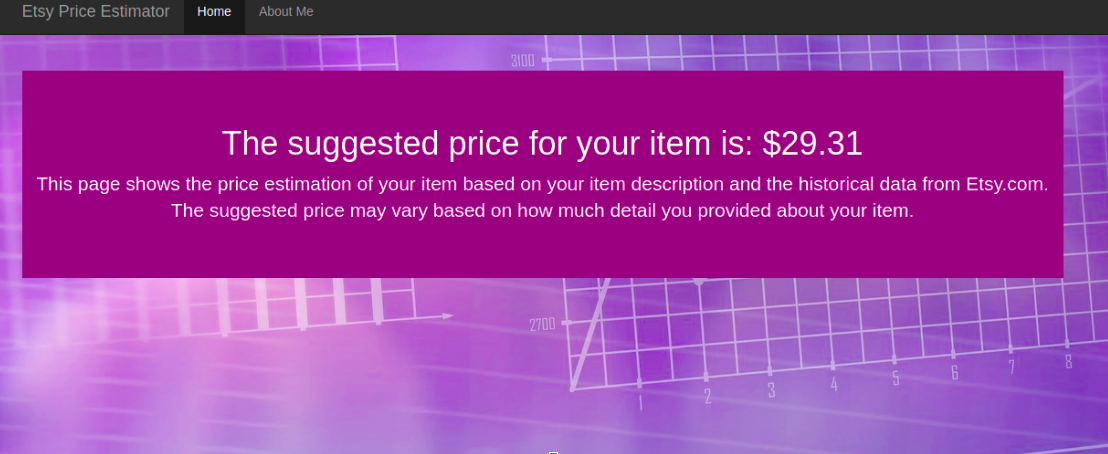 Etsy Price Estimator Home About Me
3100
The suggested price for your item is: $29.31
This page shows the price estimation of your item based on your item description and the historical data from Etsy.com.
The suggested price may vary based on how much detail you provided about your item.
2700
1 2 3 4 5 6 7 8